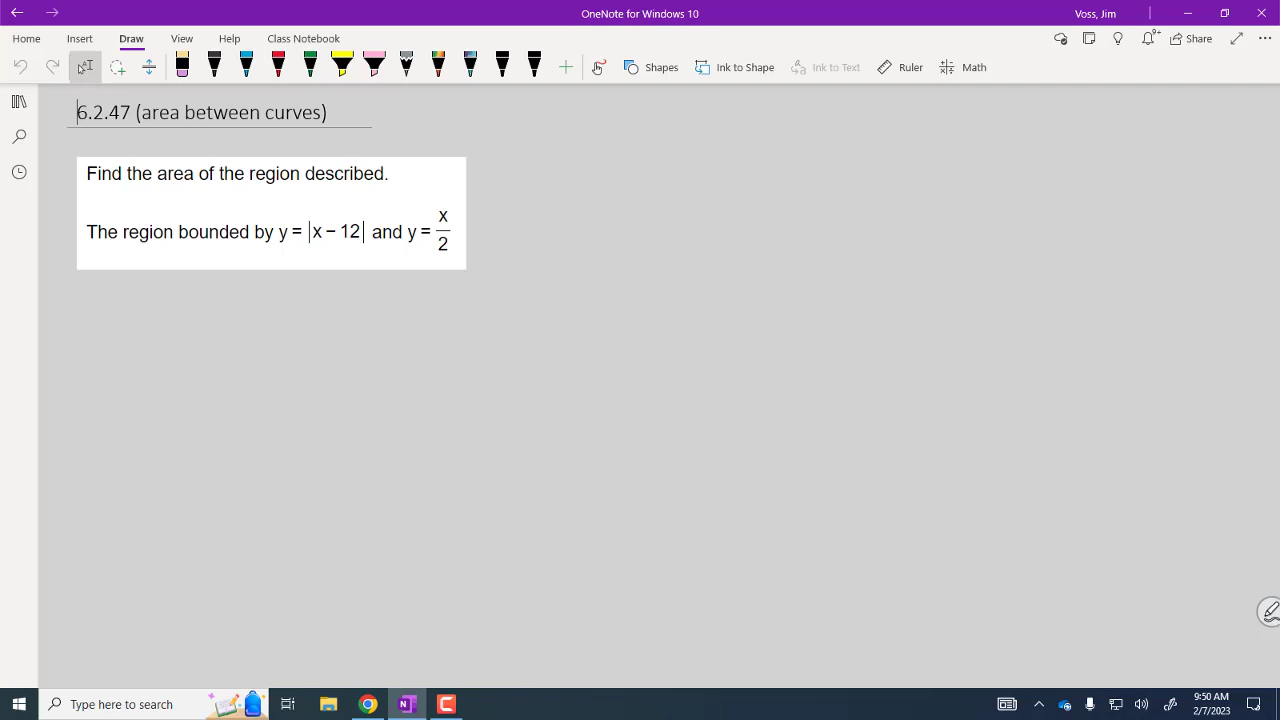 OneNote for Windows 10
Voss, Jim
Home Insert Draw View Help Class Notebook
Share
Shapes Ink to Shape Ink to Text Ruler Math
6.2.47 (area between curves)
Find the area of the region described.
The region bounded by y = |x − 12| and y = x/2
Type here to search
9:50 AM
2/7/2023